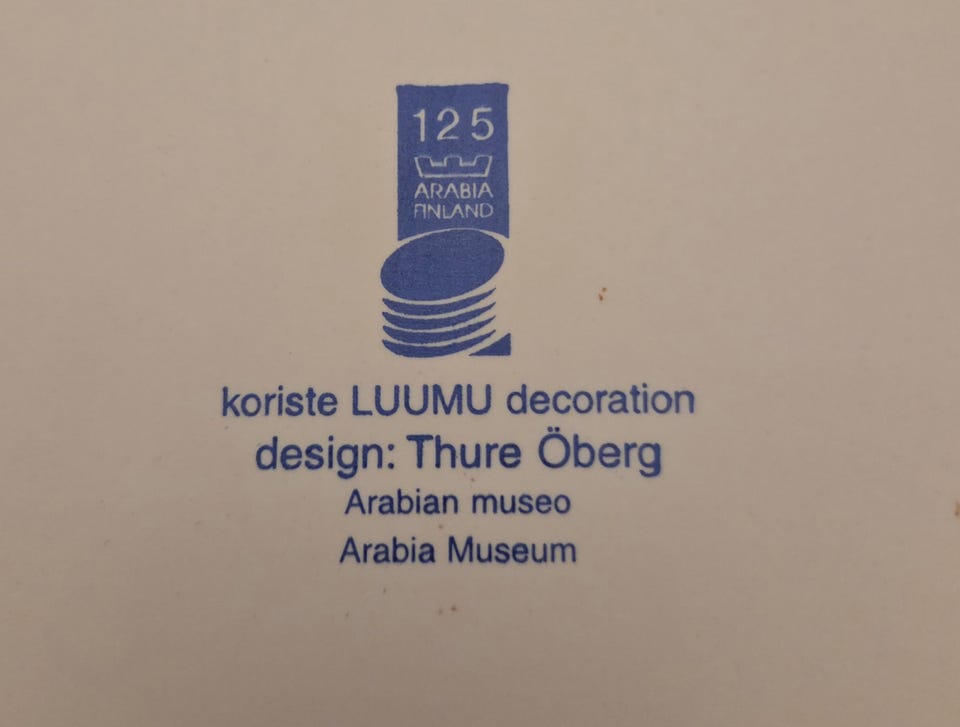 125
ARABIA
FINLAND
koriste LUUMU decoration
design: Thure Öberg
Arabian museo
Arabia Museum